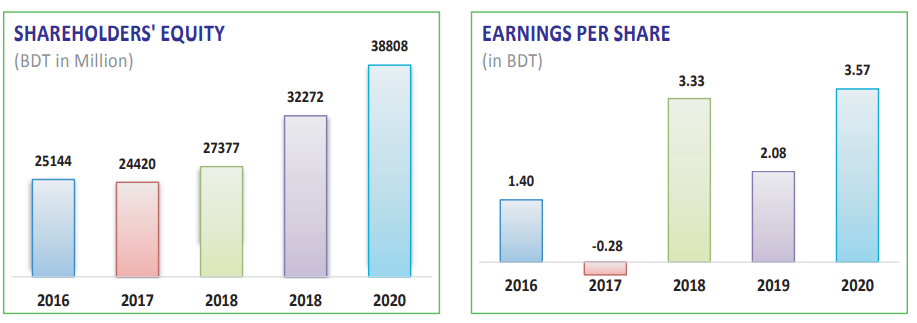 SHAREHOLDERS' EQUITY
(BDT in Million)
25144
24420
27377
32272
38808
2016 2017 2018 2018 2020
EARNINGS PER SHARE
(in BDT)
1.40
-0.28
3.33
2.08
3.57
2016 2017 2018 2019 2020